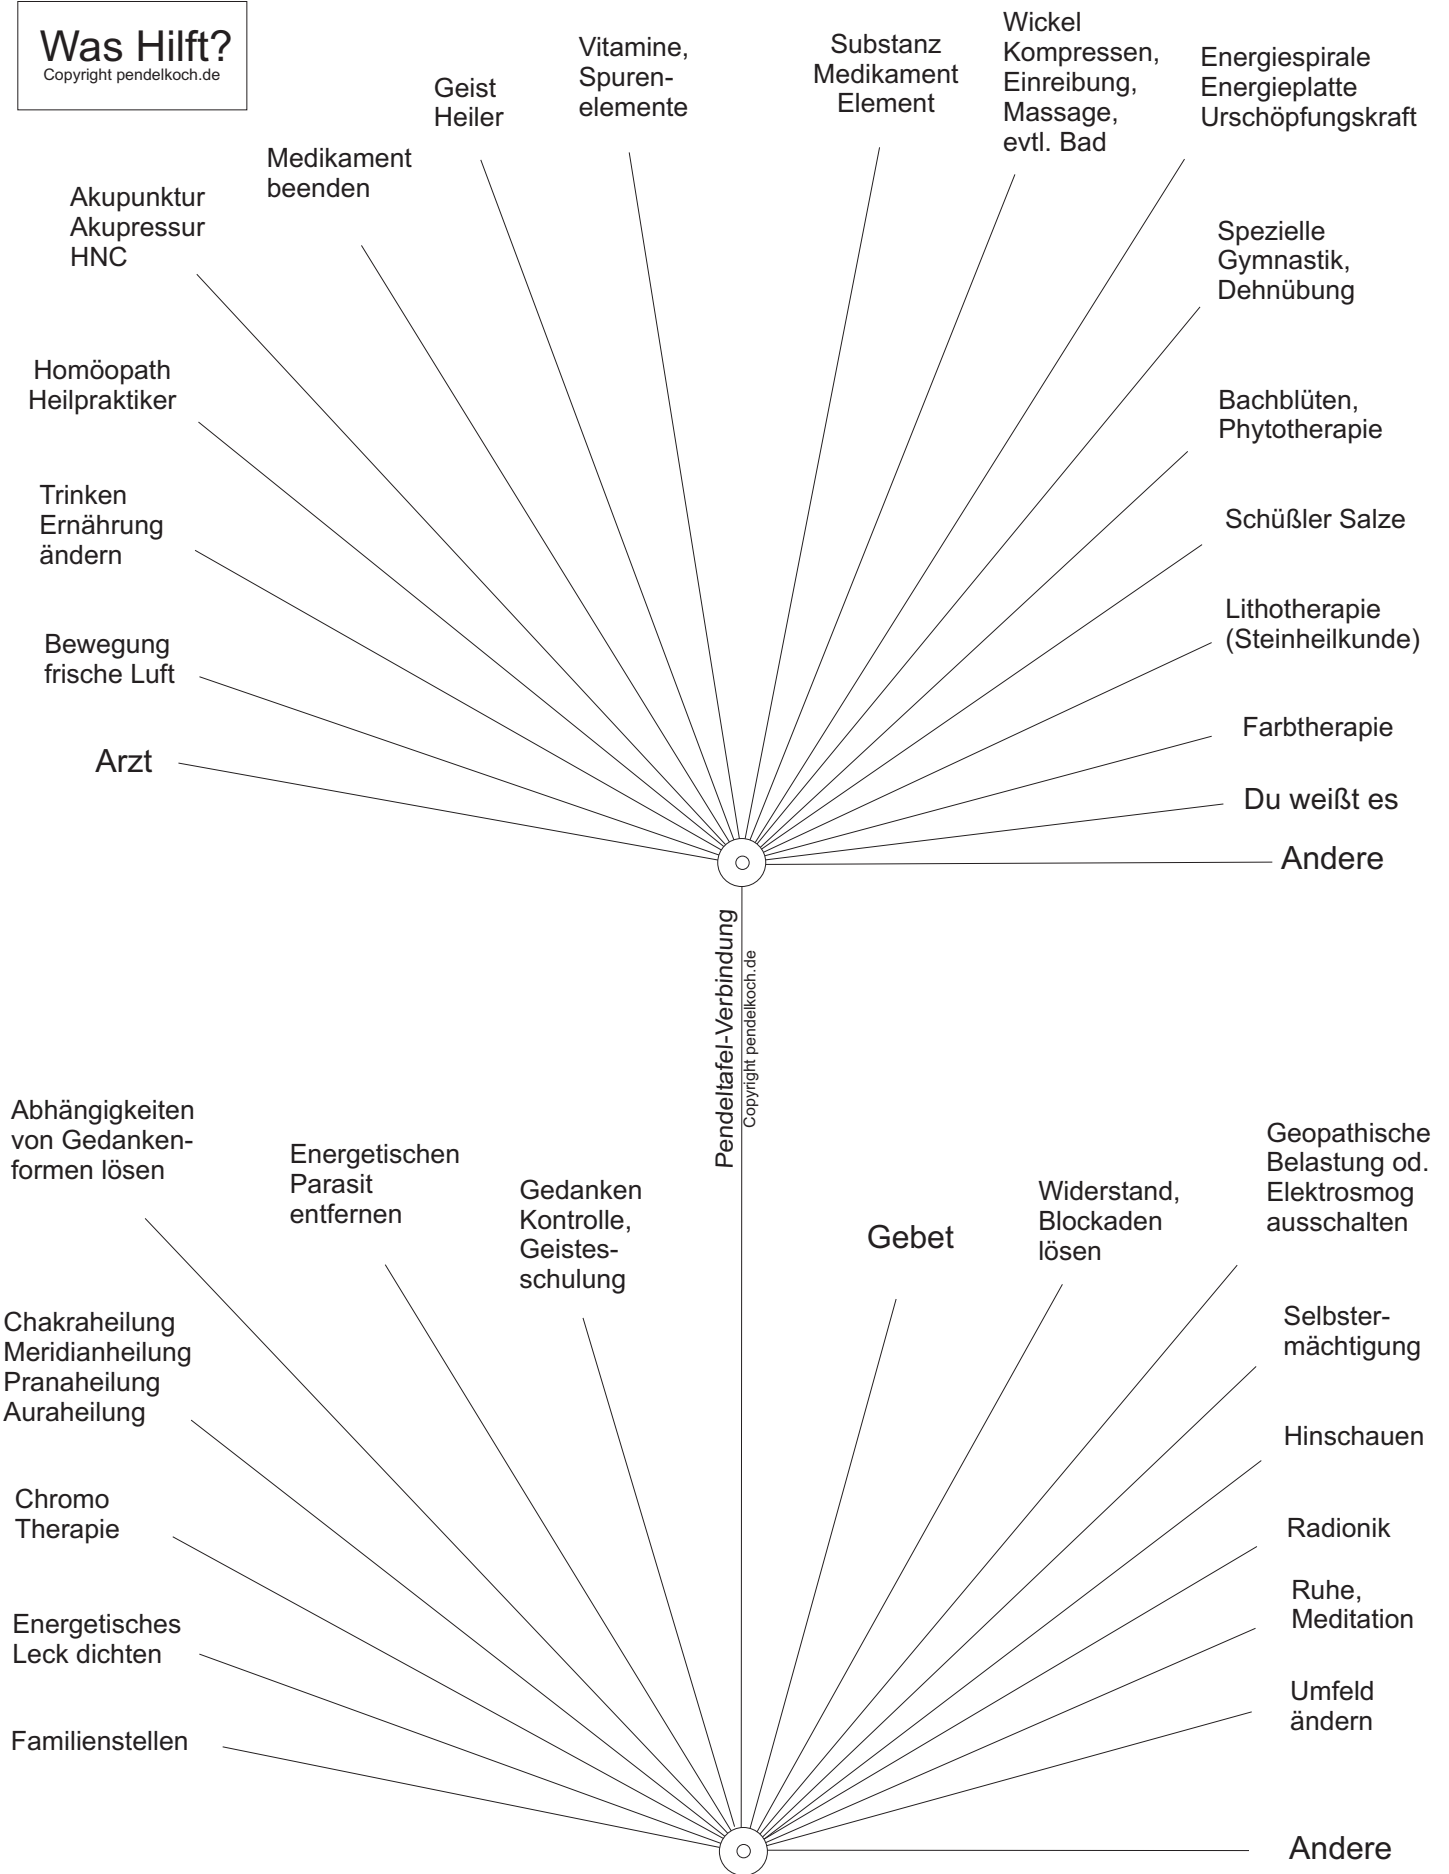 Was Hilft?
Copyright pendelkoch.de
Arzt
Bewegung
frische Luft
Trinken
Ernährung
ändern
Homöopath
Heilpraktiker
Akupunktur
Akupressur
HNC
Medikament
beenden
Geist
Heiler
Vitamine,
Spuren-
elemente
Substanz
Medikament
Element
Wickel
Kompressen,
Einreibung,
Massage,
evtl. Bad
Energiespirale
Energieplatte
Urschöpfungskraft
Spezielle
Gymnastik,
Dehnübung
Bachblüten,
Phytotherapie
Schüßler Salze
Lithotherapie
(Steinheilkunde)
Farbtherapie
Du weißt es
Andere
Pendeltafel-Verbindung
Copyright pendelkoch.de
Familienstellen
Energetisches
Leck dichten
Chromo
Therapie
Chakraheilung
Meridianheilung
Pranaheilung
Auraheilung
Abhängigkeiten
von Gedanken-
formen lösen
Energetischen
Parasit
entfernen
Gedanken
Kontrolle,
Geistes-
schulung
Gebet
Widerstand,
Blockaden
lösen
Geopathische
Belastung od.
Elektrosmog
ausschalten
Selbster-
mächtigung
Hinschauen
Radionik
Ruhe,
Meditation
Umfeld
ändern
Andere